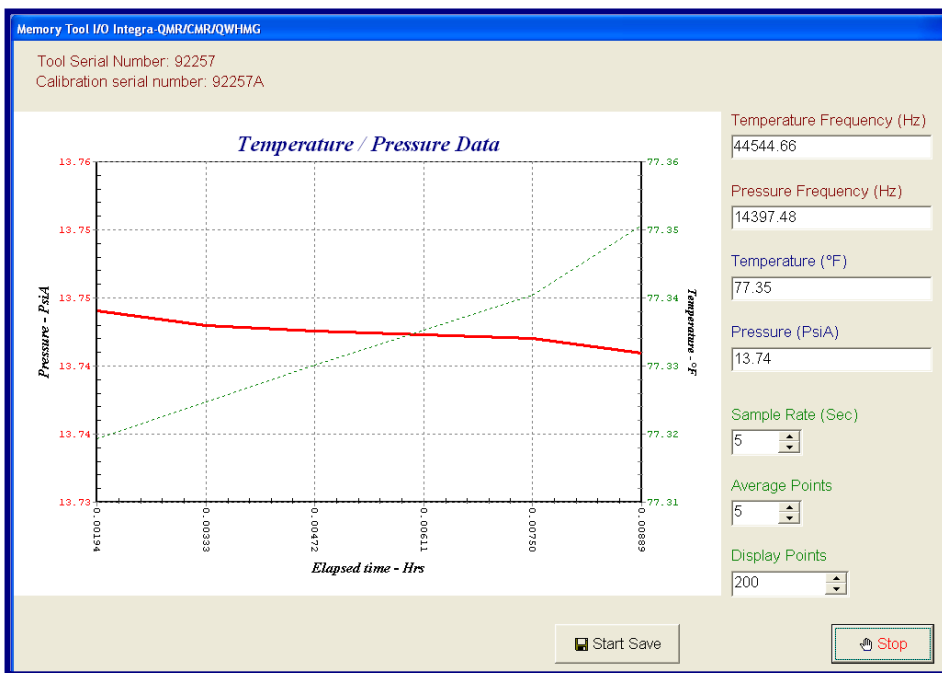 Memory Tool I/O Integra-QMR/CMR/QWHMG
Tool Serial Number: 92257
Calibration serial number: 92257A
Temperature / Pressure Data
13.76
13.75
13.75
13.74
13.74
13.73
Pressure - PsiA
77.36
77.35
77.34
77.33
77.32
77.31
Temperature - °F
0.00194
0.00333
0.00472
0.00611
0.00750
0.00889
Elapsed time - Hrs
Temperature Frequency (Hz)
44544.66
Pressure Frequency (Hz)
14397.48
Temperature (°F)
77.35
Pressure (PsiA)
13.74
Sample Rate (Sec)
5
Average Points
5
Display Points
200
Start Save
Stop